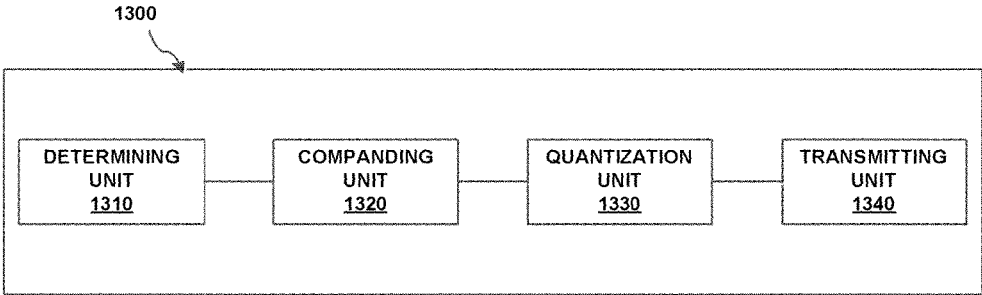 1300
DETERMINING
UNIT
1310
COMPANDING
UNIT
1320
QUANTIZATION
UNIT
1330
TRANSMITTING
UNIT
1340